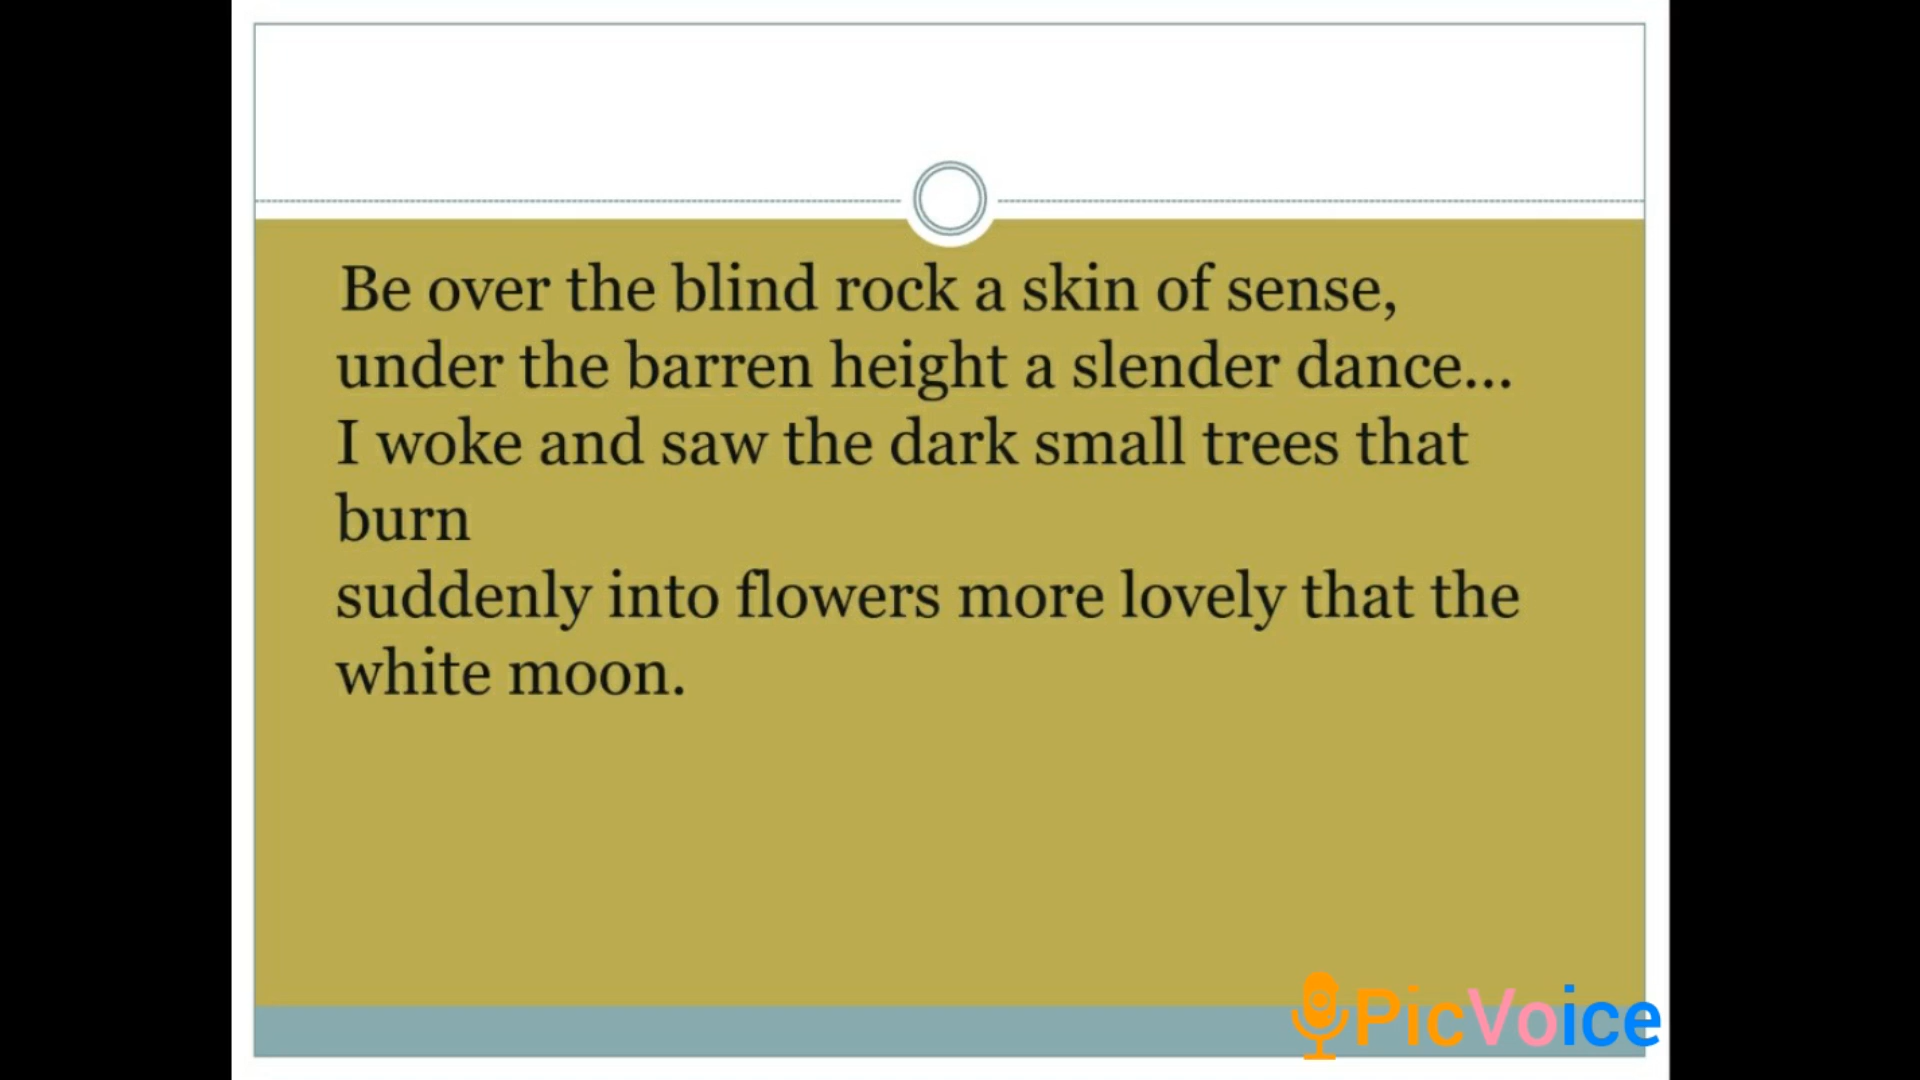 Be over the blind rock a skin of sense,
under the barren height a slender dance...
I woke and saw the dark small trees that
burn
suddenly into flowers more lovely that the
white moon.
PicVoice